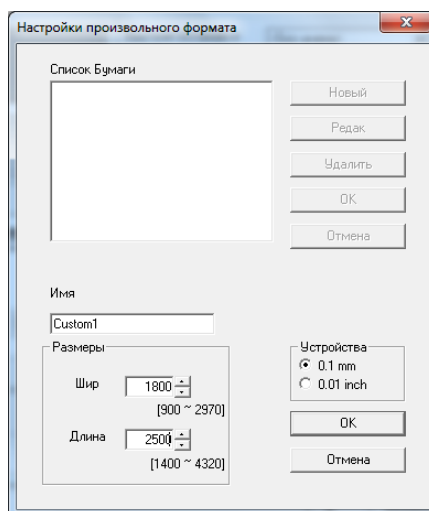 Настройки произвольного формата
Список Бумаги
Новый
Редак
Удалить
OK
Отмена
Имя
Custom1
Размеры
Шир
1800
[900 ~ 2970]
Длина
2500
[1400 ~ 4320]
Устройства
0.1 mm
0.01 inch
OK
Отмена